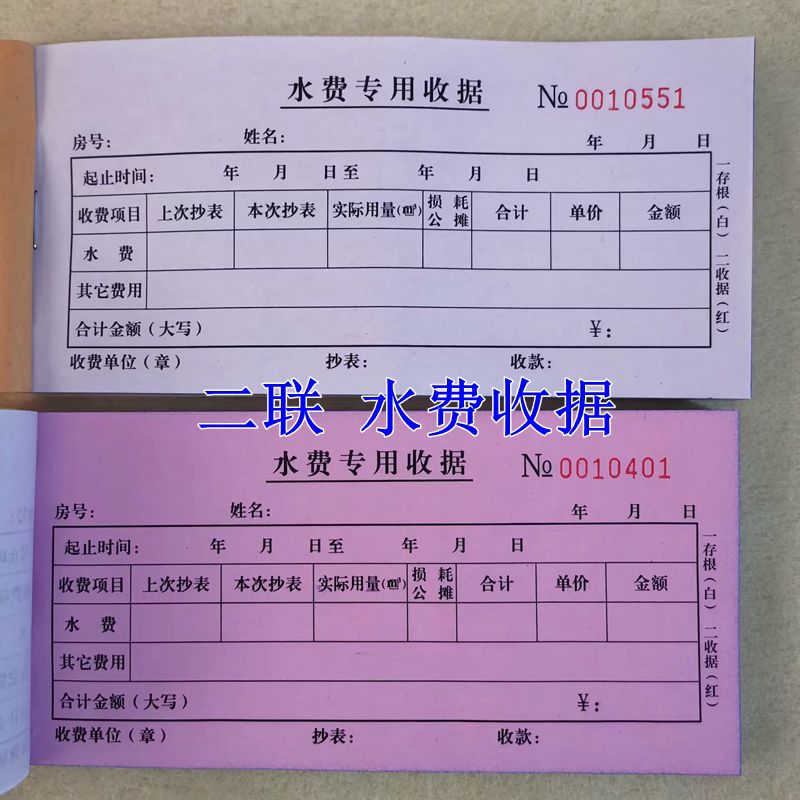 水费专用收据 № 0010551
房号： 姓名： 年 月 日
起止时间： 年 月 日至 年 月 日
收费项目 上次抄表 本次抄表 实际用量(m³) 损耗公摊 合计 单价 金额
水 费
其它费用
合计金额（大写） ¥：
收费单位（章） 抄表： 收款：
一存根（白） 二收据（红）
二联 水费收据
水费专用收据 № 0010401
房号： 姓名： 年 月 日
起止时间： 年 月 日至 年 月 日
收费项目 上次抄表 本次抄表 实际用量(m³) 损耗公摊 合计 单价 金额
水 费
其它费用
合计金额（大写） ¥：
收费单位（章） 抄表： 收款：
一存根（白） 二收据（红）